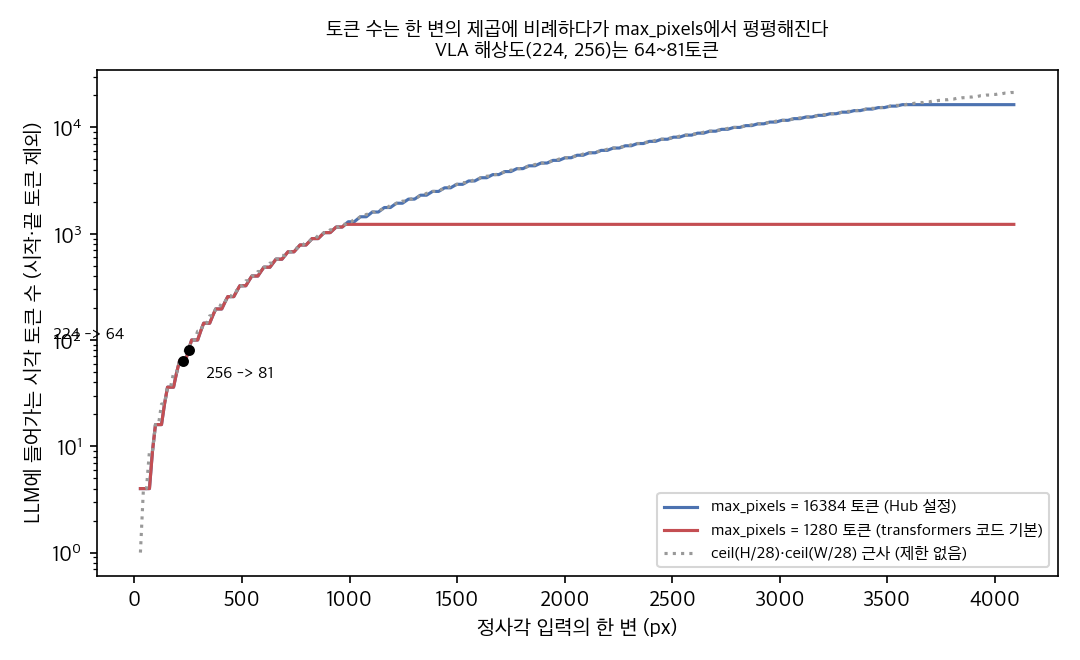 토큰 수는 한 변의 제곱에 비례하다가 max_pixels에서 평평해진다
VLA 해상도(224, 256)는 64~81토큰
LLM에 들어가는 시각 토큰 수 (시작·끝 토큰 제외)
10⁴
10³
10²
10¹
10⁰
224 -> 64
256 -> 81
max_pixels = 16384 토큰 (Hub 설정)
max_pixels = 1280 토큰 (transformers 코드 기본)
ceil(H/28)·ceil(W/28) 근사 (제한 없음)
0 500 1000 1500 2000 2500 3000 3500 4000
정사각 입력의 한 변 (px)